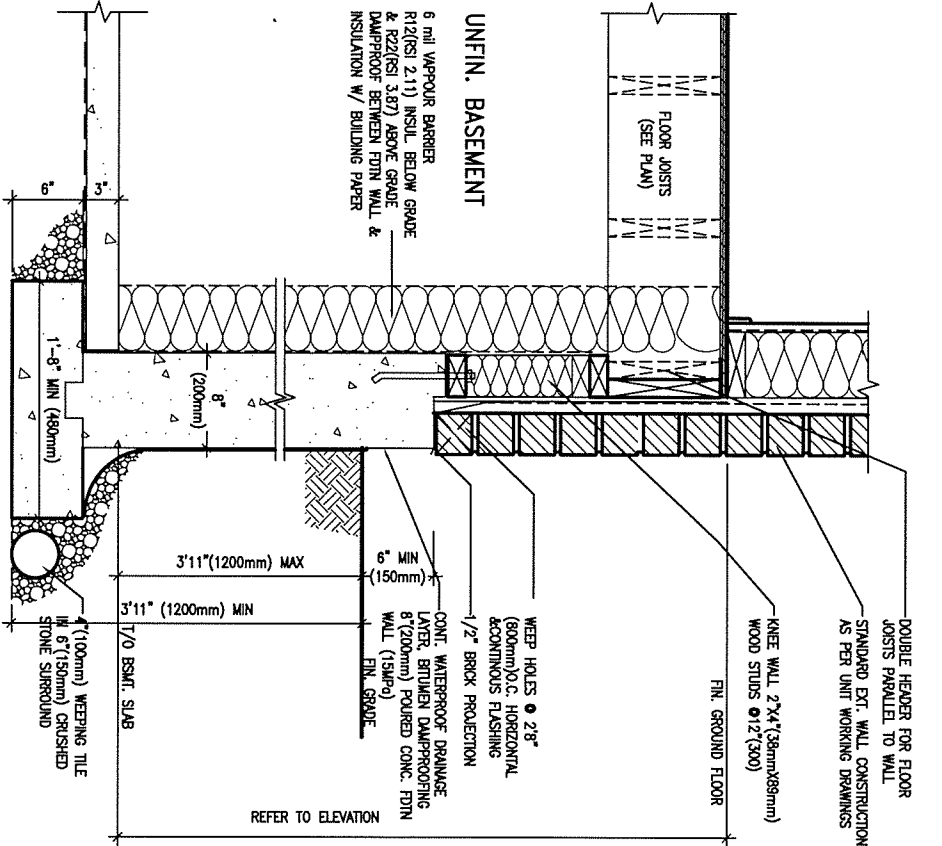 UNFIN. BASEMENT
6 mil VAPPOUR BARRIER
R12(RSI 2.11) INSUL BELOW GRADE
& R22(RSI 3.87) ABOVE GRADE
DAMPPROOF BETWEEN FDTN WALL &
INSULATION W/ BUILDING PAPER
FLOOR JOISTS
(SEE PLAN)
DOUBLE HEADER FOR FLOOR
JOISTS PARALLEL TO WALL
STANDARD EXT. WALL CONSTRUCTION
AS PER UNIT WORKING DRAWINGS
KNEE WALL 2"X4"(38mmX89mm)
WOOD STUDS @12"(300)
FIN. GROUND FLOOR
WEEP HOLES @ 2'8"
(800mm)O.C. HORIZONTAL
&CONTINOUS FLASHING
1/2" BRICK PROJECTION
CONT. WATERPROOF DRAINAGE
LAYER, BITUMEN DAMPPROOFING
8"(200mm) POURED CONC. FDTN
WALL (15MPa)
FIN. GRADE
6" MIN
(150mm)
3'11"(1200mm) MAX
3'11" (1200mm) MIN
8"
(200mm)
6"
3"
1'-8" MIN (480mm)
T/O BSMT. SLAB
4"(100mm) WEEPING TILE
IN 6"(150mm) CRUSHED
STONE SURROUND
REFER TO ELEVATION